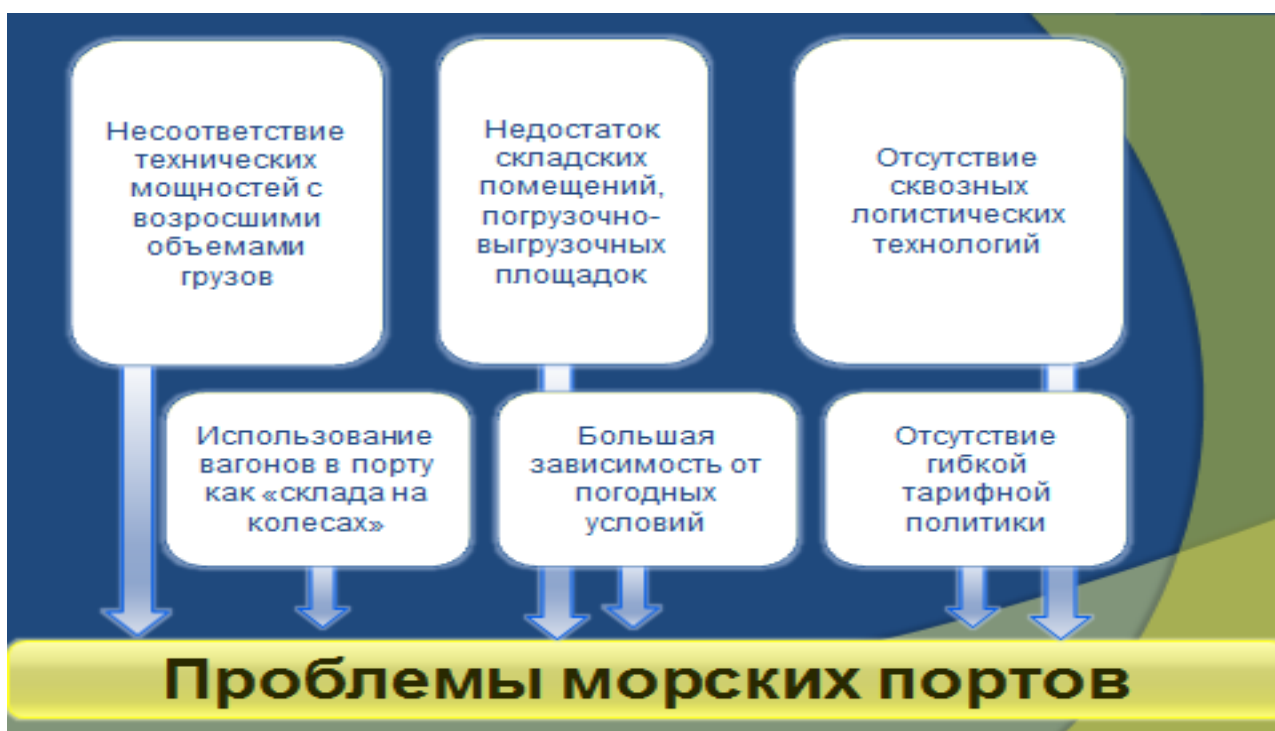 Несоответствие
технических
мощностей с
возросшими
объемами
грузов
Недостаток
складских
помещений,
погрузочно-
выгрузочных
площадок
Отсутствие
сквозных
логистических
технологий
Использование
вагонов в порту
как «склада на
колесах»
Большая
зависимость от
погодных
условий
Отсутствие
гибкой
тарифной
политики
Проблемы морских портов